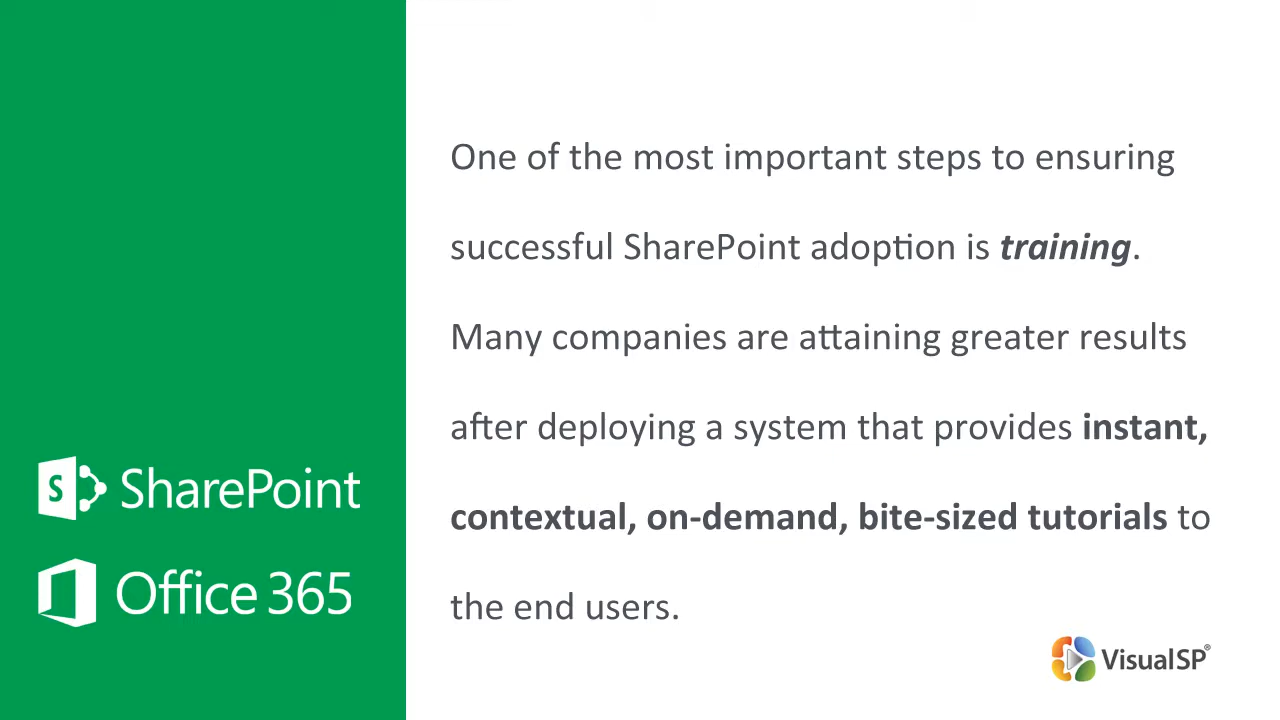 One of the most important steps to ensuring
successful SharePoint adoption is training.
Many companies are attaining greater results
after deploying a system that provides instant,
contextual, on-demand, bite-sized tutorials to
the end users.
S SharePoint
Office 365
VisualSP®